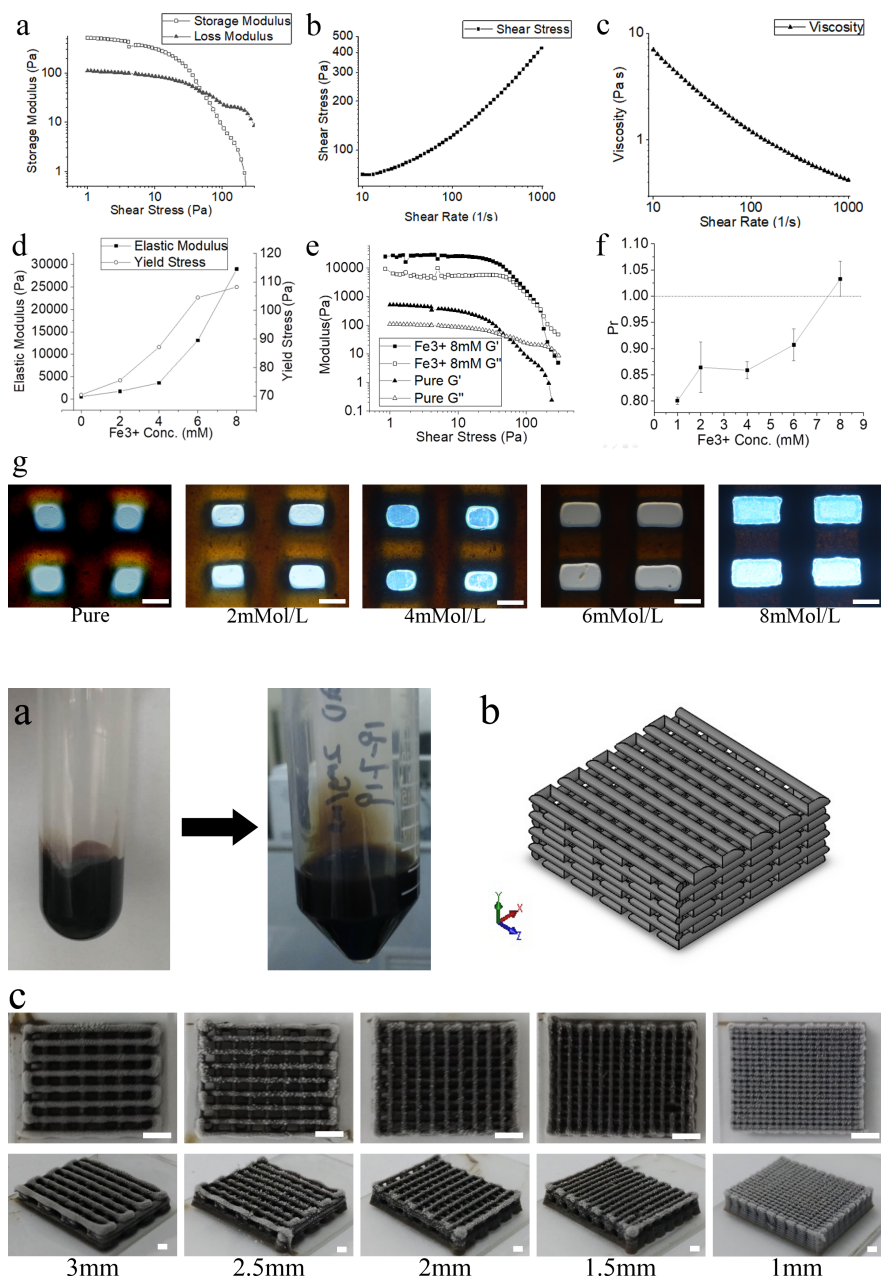 a
Storage Modulus
Loss Modulus
100
10
1
Storage Modulus (Pa)
1
10
100
Shear Stress (Pa)
b
Shear Stress
500
400
300
200
100
Shear Stress (Pa)
10
100
1000
Shear Rate (1/s)
c
Viscosity
1
Viscosity (Pa s)
10
100
1000
Shear Rate (1/s)
d
Elastic Modulus
Yield Stress
30000
25000
20000
15000
10000
5000
0
Elastic Modulus (Pa)
120
110
100
90
80
70
Yield Stress (Pa)
0
2
4
6
8
Fe3+ Conc. (mM)
e
10000
1000
100
10
1
0.1
Modulus(Pa)
Fe3+ 8mM G'
Fe3+ 8mM G"
Pure G'
Pure G"
1
10
100
Shear Stress (Pa)
f
1.10
1.05
1.00
0.95
0.90
0.85
0.80
Pr
0
1
2
3
4
5
6
7
8
9
Fe3+ Conc. (mM)
g
Pure
2mMol/L
4mMol/L
6mMol/L
8mMol/L
a
b
Y
X
Z
c
3mm
2.5mm
2mm
1.5mm
1mm